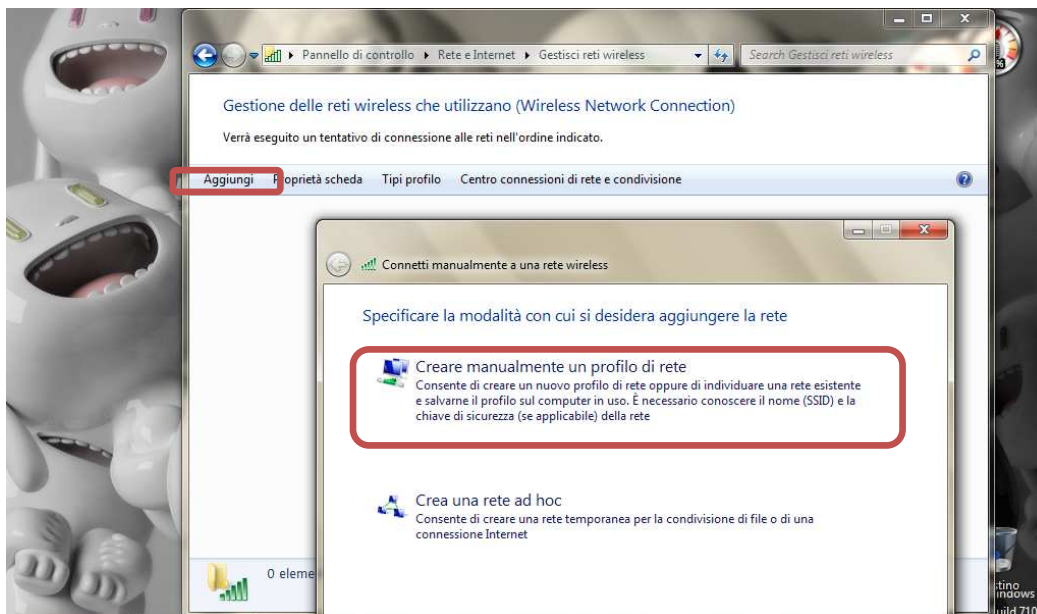 Pannello di controllo ▸ Rete e Internet ▸ Gestisci reti wireless
Search Gestisci reti wireless
%
Gestione delle reti wireless che utilizzano (Wireless Network Connection)
Verrà eseguito un tentativo di connessione alle reti nell'ordine indicato.
Aggiungi Proprietà scheda Tipi profilo Centro connessioni di rete e condivisione
Connetti manualmente a una rete wireless
Specificare la modalità con cui si desidera aggiungere la rete
Creare manualmente un profilo di rete
Consente di creare un nuovo profilo di rete oppure di individuare una rete esistente
e salvarne il profilo sul computer in uso. È necessario conoscere il nome (SSID) e la
chiave di sicurezza (se applicabile) della rete
Crea una rete ad hoc
Consente di creare una rete temporanea per la condivisione di file o di una
connessione Internet
0 eleme
stino
indows
uild 710